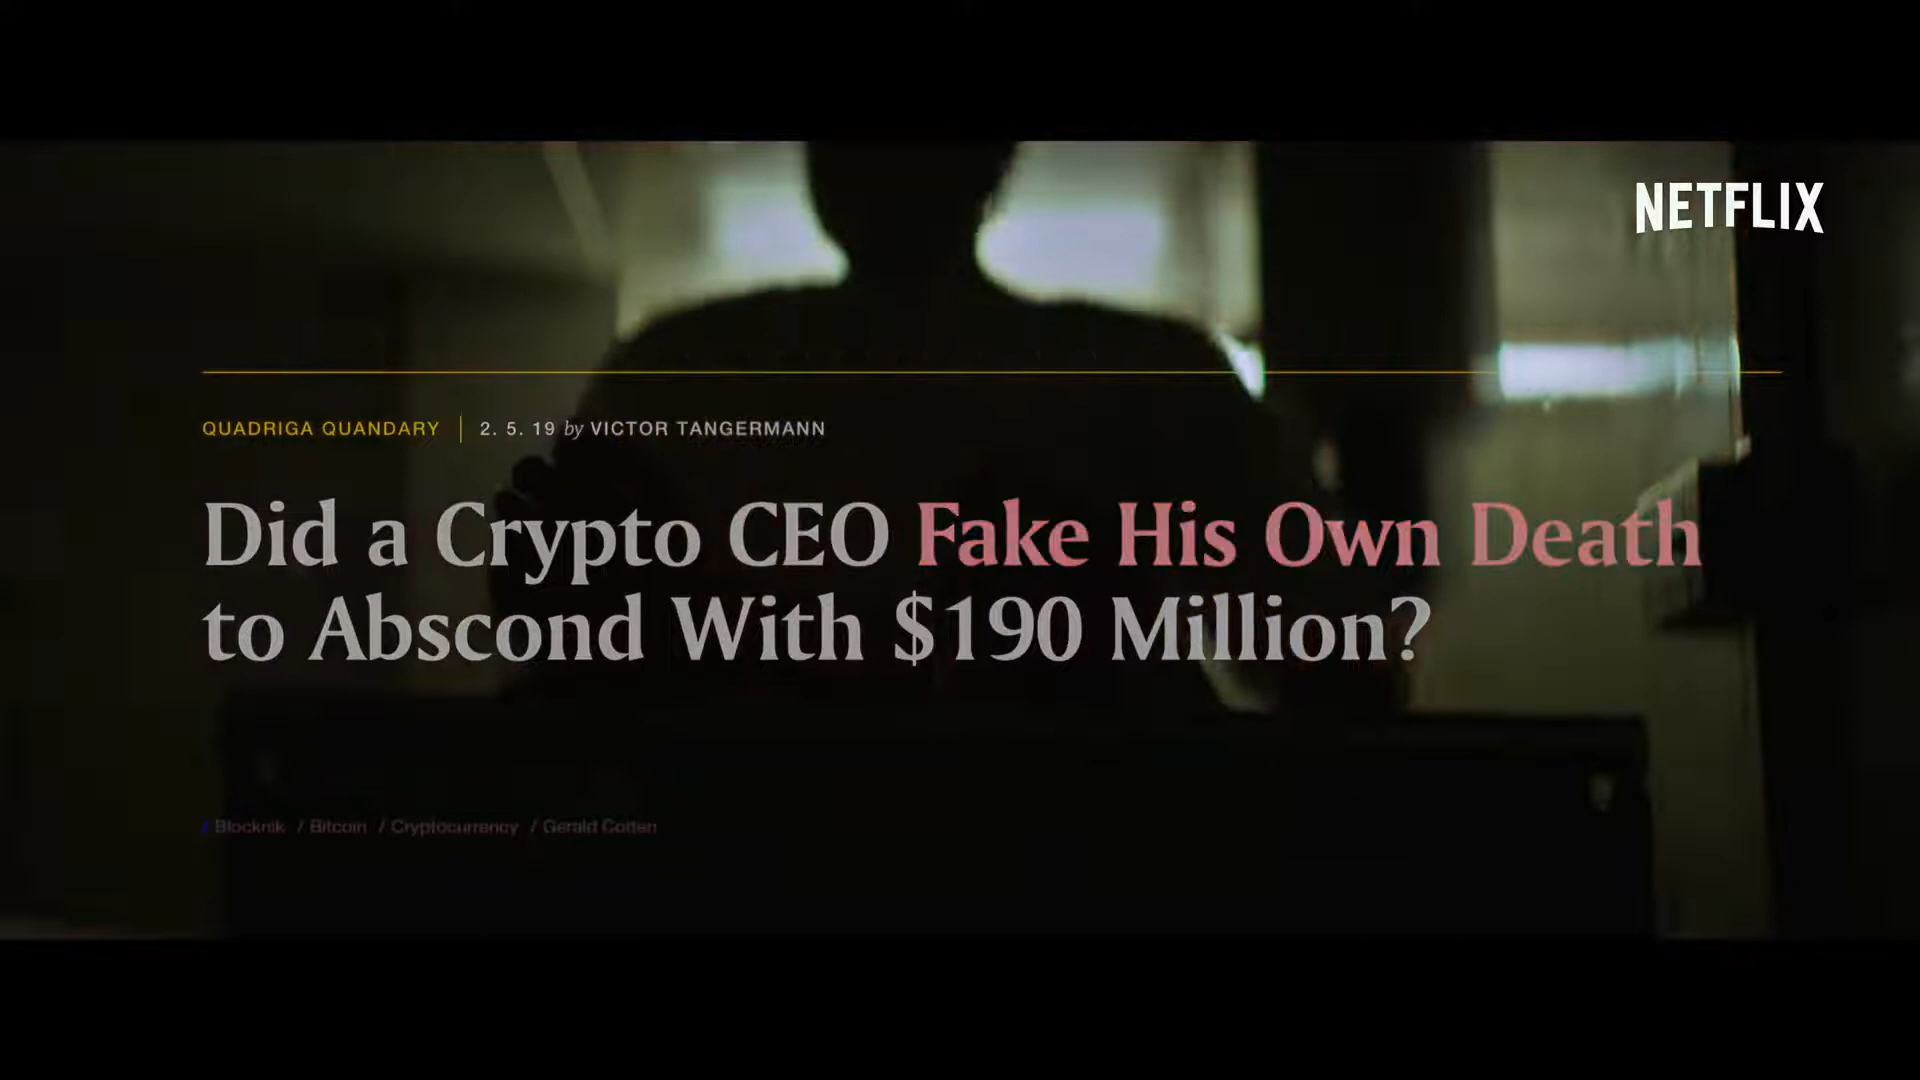 NETFLIX
QUADRIGA QUANDARY | 2. 5. 19 by VICTOR TANGERMANN
Did a Crypto CEO Fake His Own Death
to Abscond With $190 Million?
/ Blocknik / Bitcoin / Cryptocurrency / Gerald Cotten